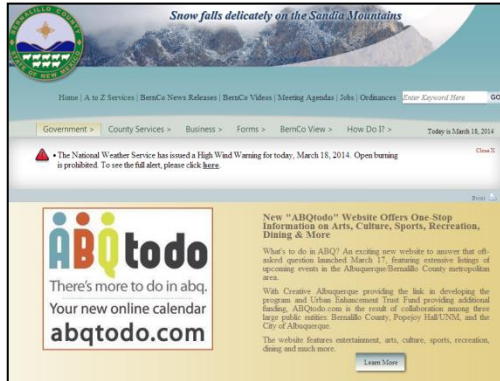 BERNALILLO COUNTY
STATE OF NEW MEXICO
Snow falls delicately on the Sandia Mountains
Home | A to Z Services | BernCo News Releases | BernCo Videos | Meeting Agendas | Jobs | Ordinances Enter Keyword Here GO
Government > County Services > Business > Forms > BernCo View > How Do I? > Today is March 18, 2014
Close X
• The National Weather Service has issued a High Wind Warning for today, March 18, 2014. Open burning
is prohibited. To see the full alert, please click here.
Print
ABQ todo
There's more to do in abq.
Your new online calendar
abqtodo.com
New "ABQtodo" Website Offers One-Stop
Information on Arts, Culture, Sports, Recreation,
Dining & More
What's to do in ABQ? An exciting new website to answer that oft-
asked question launched March 17, featuring extensive listings of
upcoming events in the Albuquerque/Bernalillo County metropolitan
area.
With Creative Albuquerque providing the link in developing the
program and Urban Enhancement Trust Fund providing additional
funding, ABQtodo.com is the result of collaboration among three
large public entities: Bernalillo County, Popejoy Hall/UNM, and the
City of Albuquerque.
The website features entertainment, arts, culture, sports, recreation,
dining and much more.
Learn More